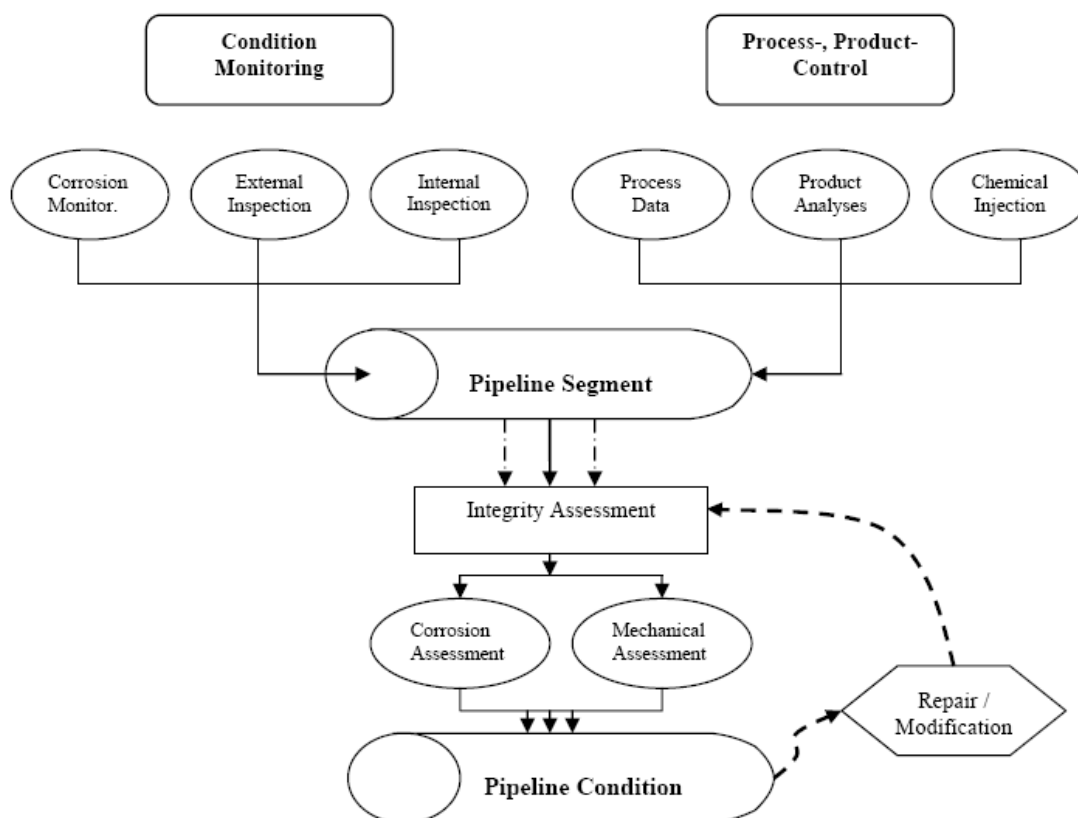 Condition
Monitoring
Process-, Product-
Control
Corrosion
Monitor.
External
Inspection
Internal
Inspection
Process
Data
Product
Analyses
Chemical
Injection
Pipeline Segment
Integrity Assessment
Corrosion
Assessment
Mechanical
Assessment
Repair /
Modification
Pipeline Condition